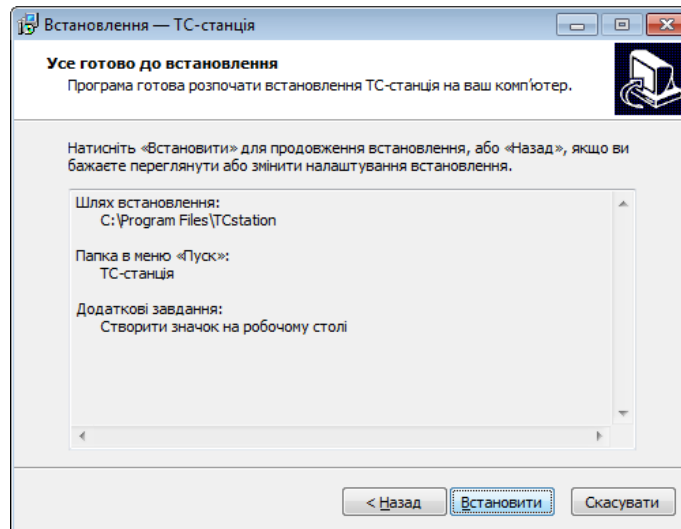 Встановлення — ТС-станція
Усе готово до встановлення
Програма готова розпочати встановлення ТС-станція на ваш комп'ютер.
Натисніть «Встановити» для продовження встановлення, або «Назад», якщо ви
бажаєте переглянути або змінити налаштування встановлення.
Шлях встановлення:
C:\Program Files\TCstation
Папка в меню «Пуск»:
ТС-станція
Додаткові завдання:
Створити значок на робочому столі
< Назад
Встановити
Скасувати